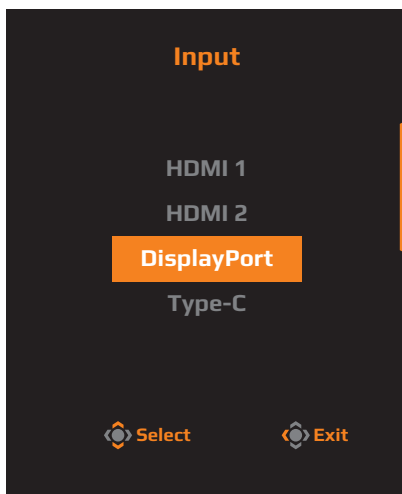 Input
HDMI 1
HDMI 2
DisplayPort
Type-C
Select Exit